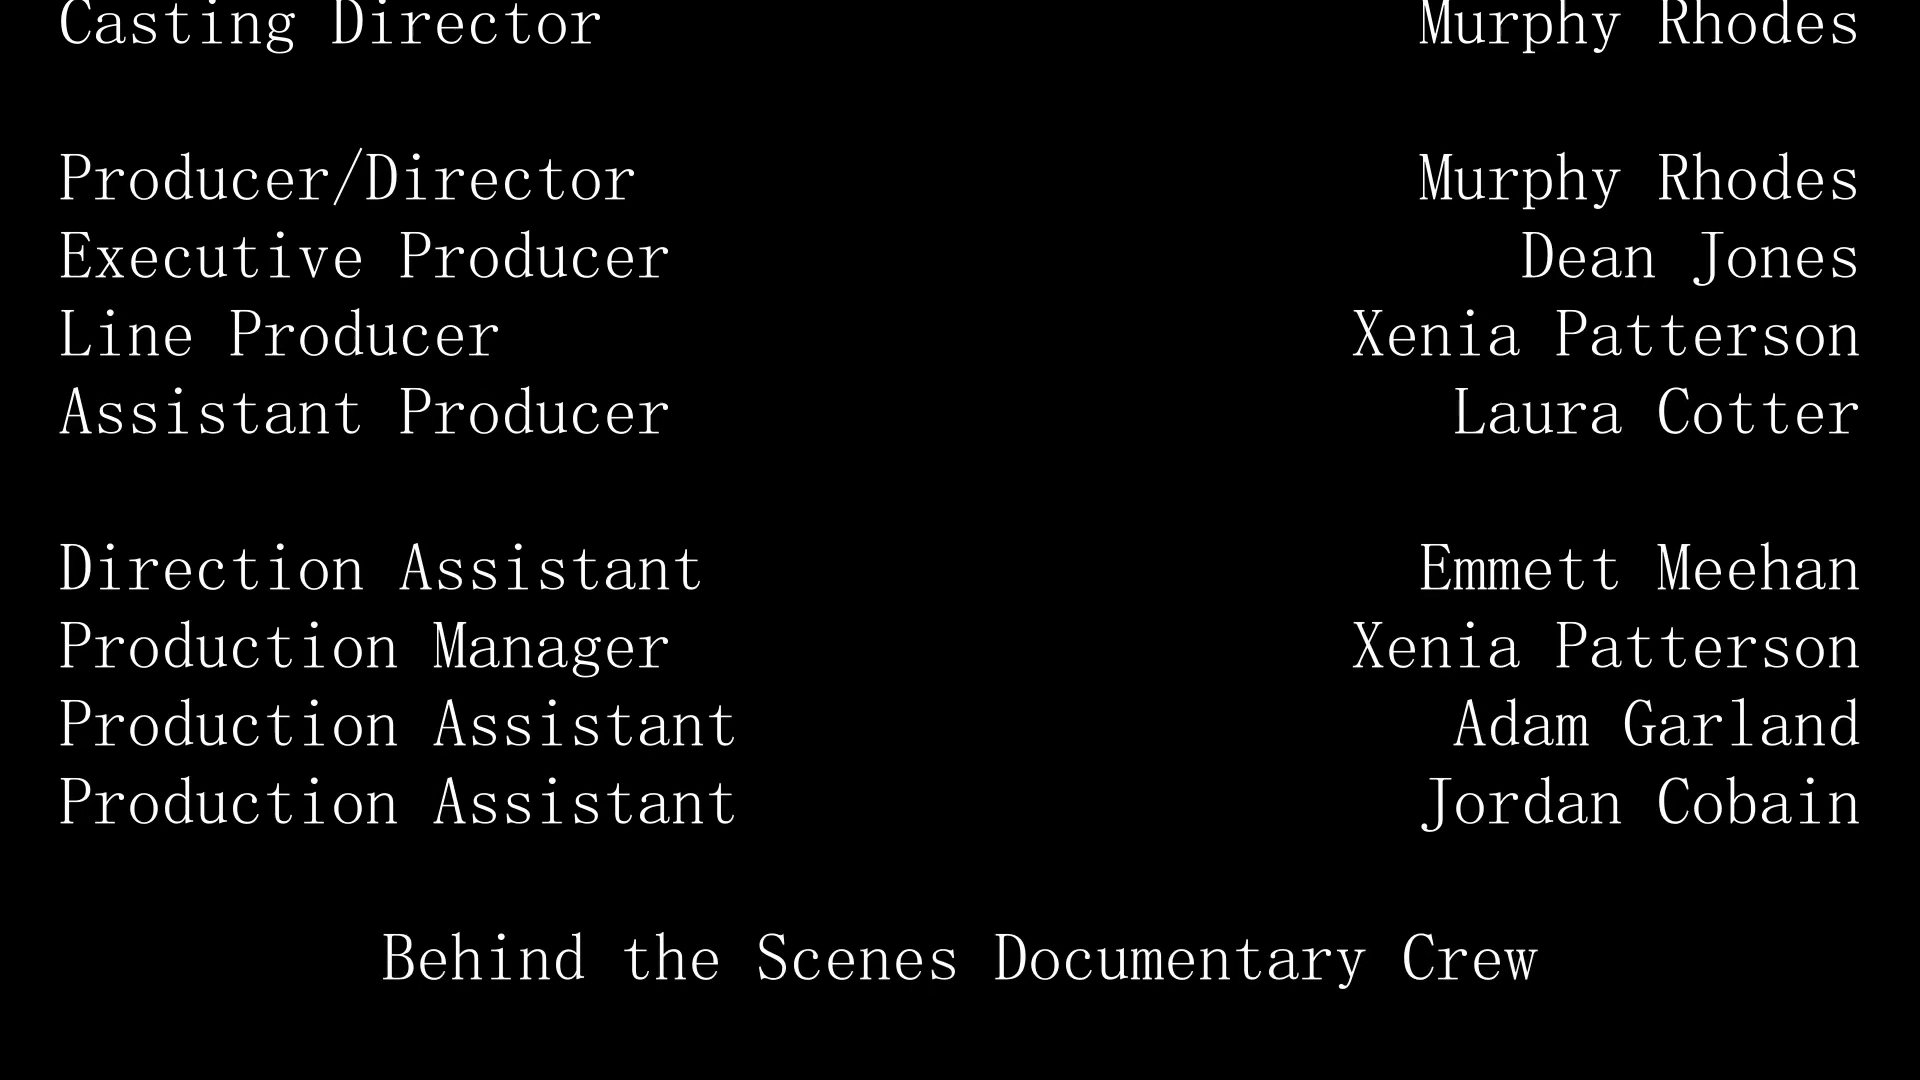 Casting Director Murphy Rhodes
Producer/Director Murphy Rhodes
Executive Producer Dean Jones
Line Producer Xenia Patterson
Assistant Producer Laura Cotter
Direction Assistant Emmett Meehan
Production Manager Xenia Patterson
Production Assistant Adam Garland
Production Assistant Jordan Cobain
Behind the Scenes Documentary Crew